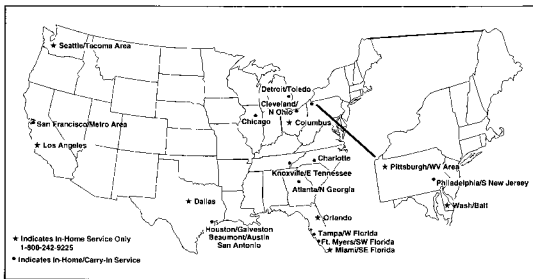 ★ Seattle/Tacoma Area
Detroit/Toledo
Cleveland/
N Ohio
San Francisco/Metro Area
Chicago
★ Columbus
★ Los Angeles
Charlotte
★ Pittsburgh/WV Area
Knoxville/E Tennessee
Philadelphia/S New Jersey
Atlanta/N Georgia
★ Dallas
★ Wash/Balt
★ Orlando
Houston/Galveston
Beaumont/Austin
San Antonio
Tampa/W Florida
Ft. Myers/SW Florida
★ Miami/SE Florida
★ Indicates In-Home Service Only
1-800-242-9225
• Indicates In-Home/Carry-In Service